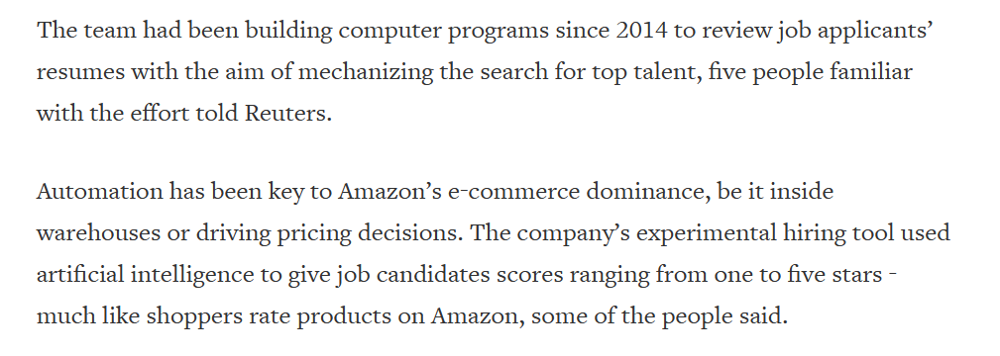 The team had been building computer programs since 2014 to review job applicants’
resumes with the aim of mechanizing the search for top talent, five people familiar
with the effort told Reuters.
Automation has been key to Amazon’s e-commerce dominance, be it inside
warehouses or driving pricing decisions. The company’s experimental hiring tool used
artificial intelligence to give job candidates scores ranging from one to five stars -
much like shoppers rate products on Amazon, some of the people said.